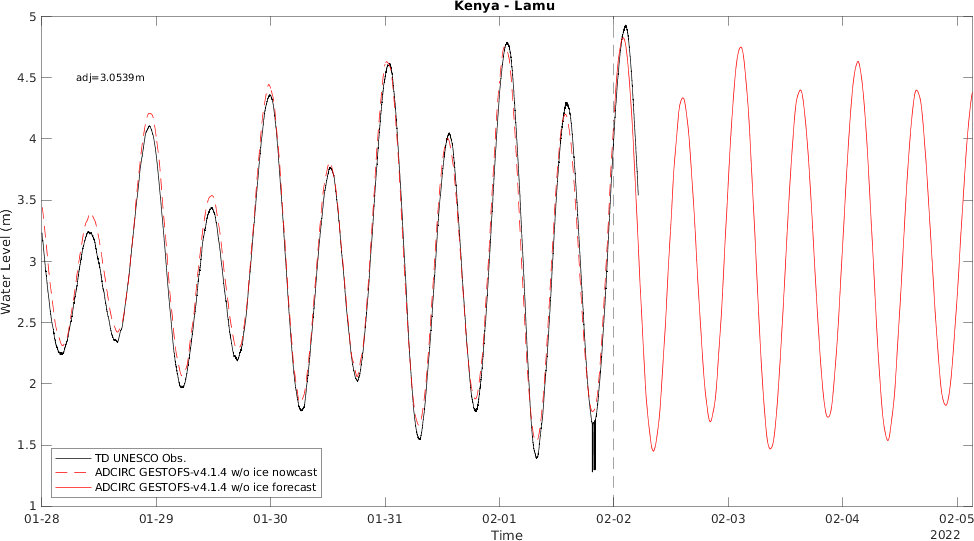 Kenya - Lamu
5
4.5
4
3.5
3
2.5
2
1.5
1
Water Level (m)
adj=3.0539m
TD UNESCO Obs.
ADCIRC GESTOFS-v4.1.4 w/o ice nowcast
ADCIRC GESTOFS-v4.1.4 w/o ice forecast
01-28 01-29 01-30 01-31 02-01 02-02 02-03 02-04 02-05
Time
2022